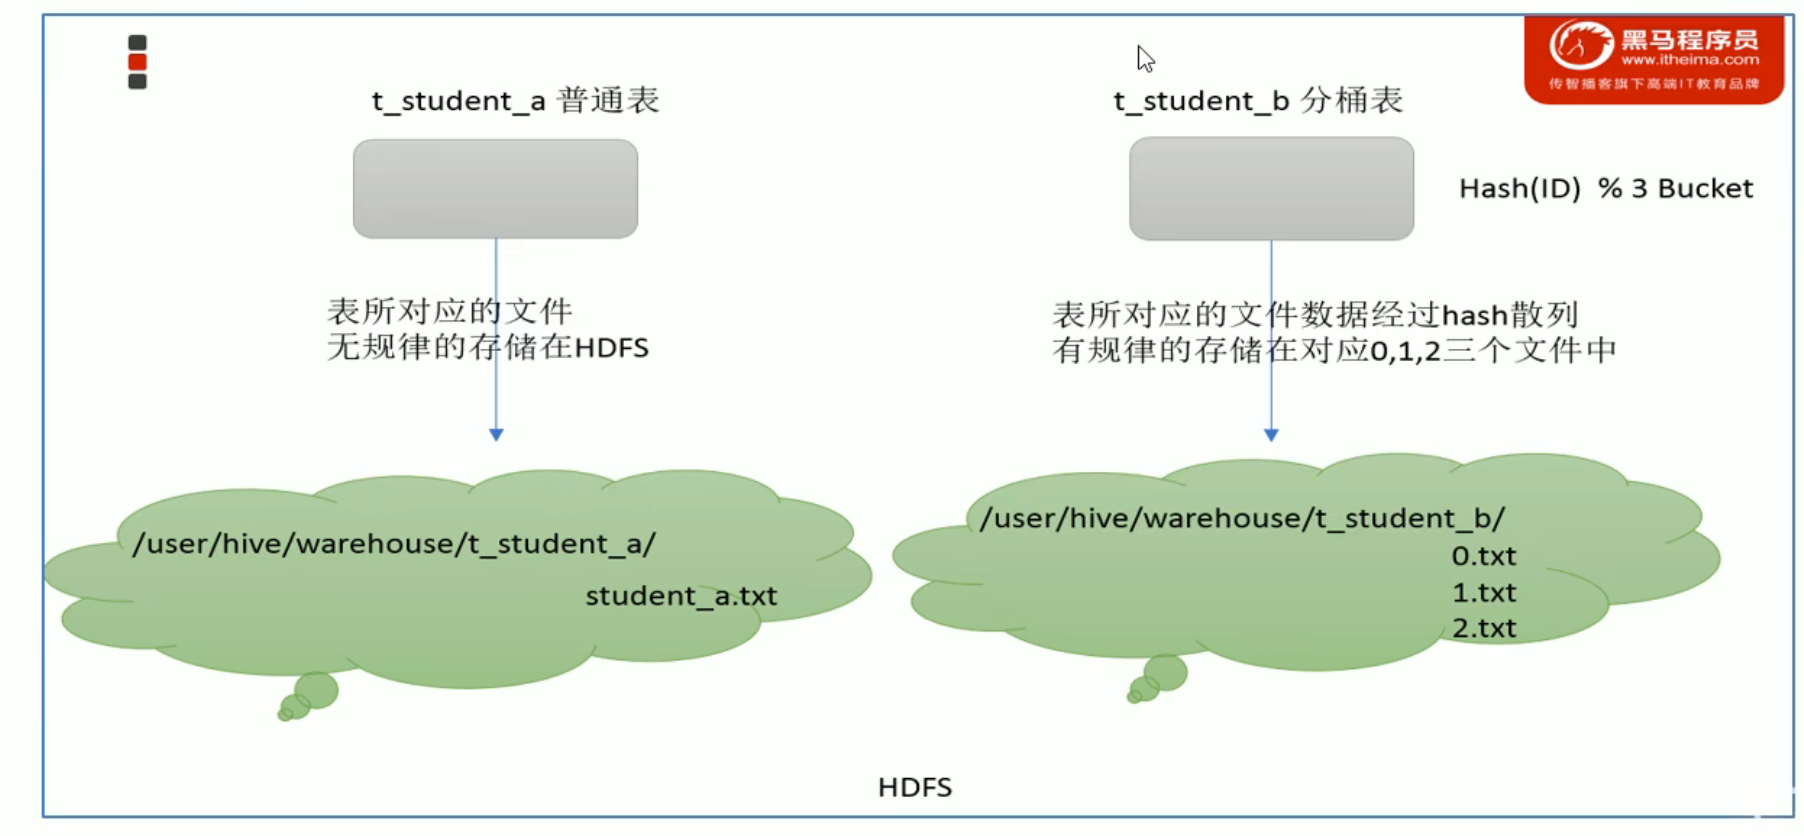 黑马程序员
www.itheima.com
传智播客旗下高端IT教育品牌
t_student_a 普通表
t_student_b 分桶表
Hash(ID) % 3 Bucket
表所对应的文件
无规律的存储在HDFS
表所对应的文件数据经过hash散列
有规律的存储在对应0,1,2三个文件中
/user/hive/warehouse/t_student_a/
student_a.txt
/user/hive/warehouse/t_student_b/
0.txt
1.txt
2.txt
HDFS